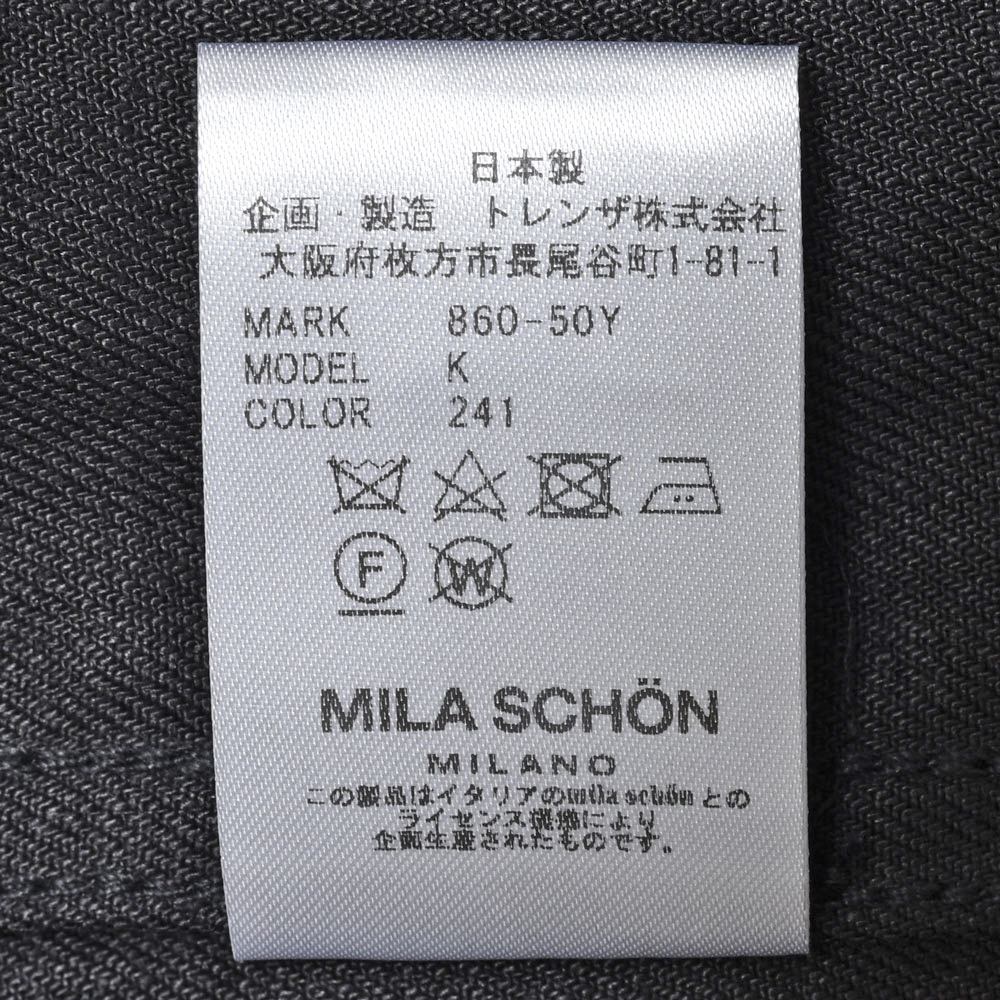 日本製
企画・製造　トレンザ株式会社
大阪府枚方市長尾谷町1-81-1
MARK 860-50Y
MODEL K
COLOR 241
F W
MILA SCHÖN
MILANO
この製品はイタリアのmila schönとの
ライセンス提携により
企画生産されたものです。